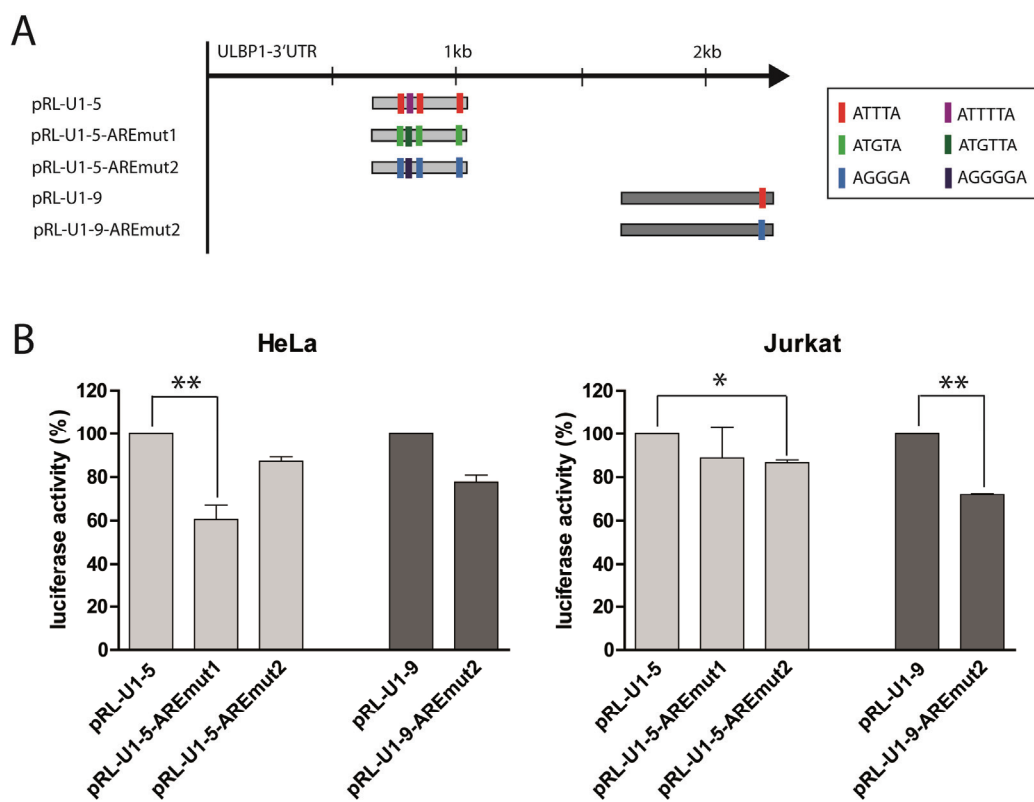 A
ULBP1-3'UTR 1kb 2kb
pRL-U1-5
pRL-U1-5-AREmut1
pRL-U1-5-AREmut2
pRL-U1-9
pRL-U1-9-AREmut2
ATTTA ATTTTA
ATGTA ATGTTA
AGGGA AGGGGA
B
HeLa
luciferase activity (%)
120
100
80
60
40
20
0
**
pRL-U1-5
pRL-U1-5-AREmut1
pRL-U1-5-AREmut2
pRL-U1-9
pRL-U1-9-AREmut2
Jurkat
luciferase activity (%)
120
100
80
60
40
20
0
*
**
pRL-U1-5
pRL-U1-5-AREmut1
pRL-U1-5-AREmut2
pRL-U1-9
pRL-U1-9-AREmut2